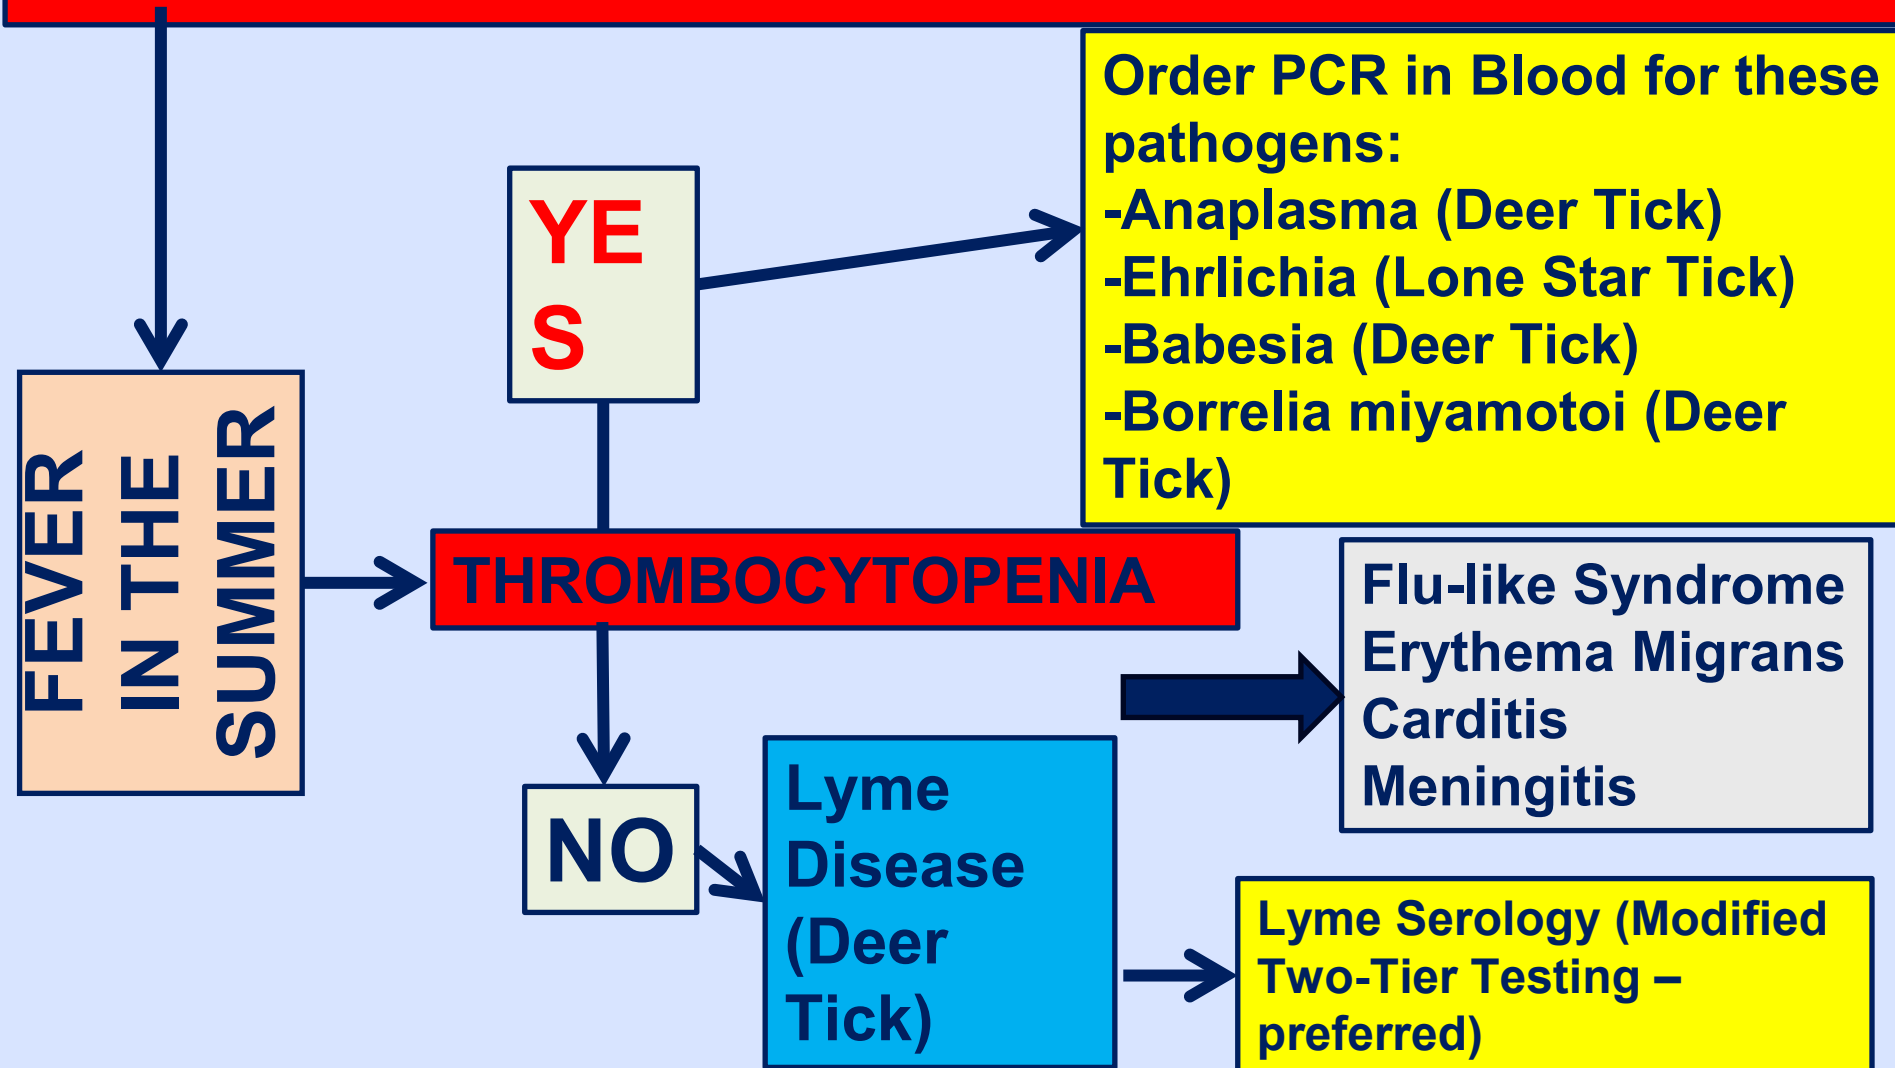 Order PCR in Blood for these
pathogens:
-Anaplasma (Deer Tick)
-Ehrlichia (Lone Star Tick)
-Babesia (Deer Tick)
-Borrelia miyamotoi (Deer
Tick)
YE
S
FEVER
IN THE
SUMMER
THROMBOCYTOPENIA
Flu-like Syndrome
Erythema Migrans
Carditis
Meningitis
NO
Lyme
Disease
(Deer
Tick)
Lyme Serology (Modified
Two-Tier Testing –
preferred)